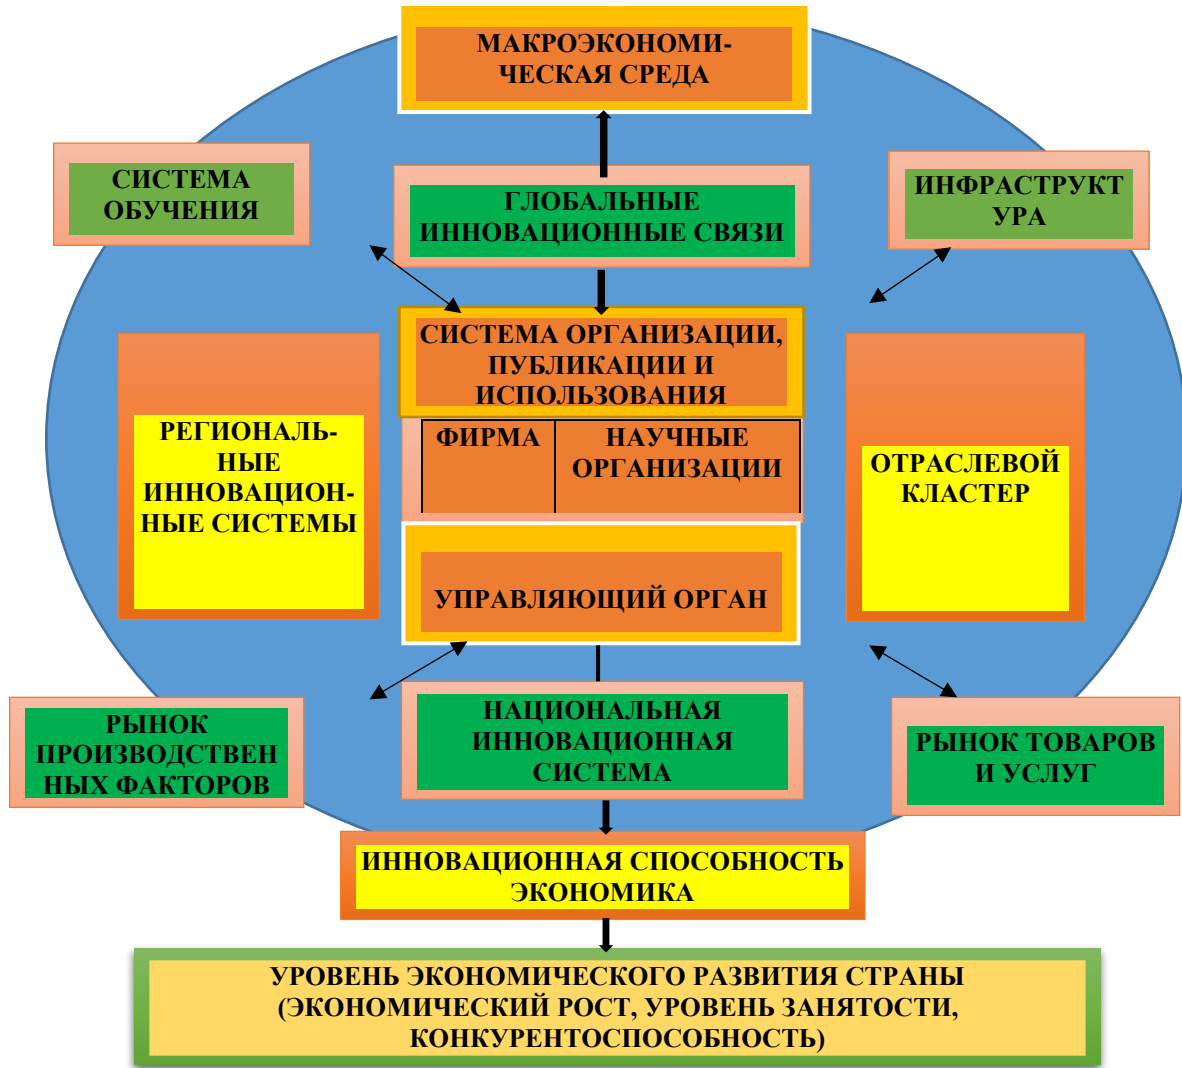 МАКРОЭКОНОМИ-
ЧЕСКАЯ СРЕДА
СИСТЕМА
ОБУЧЕНИЯ
ГЛОБАЛЬНЫЕ
ИННОВАЦИОННЫЕ СВЯЗИ
ИНФРАСТРУКТ
УРА
СИСТЕМА ОРГАНИЗАЦИИ,
ПУБЛИКАЦИИ И
ИСПОЛЬЗОВАНИЯ
РЕГИОНАЛЬ-
НЫЕ
ИННОВАЦИОН-
НЫЕ СИСТЕМЫ
ФИРМА
НАУЧНЫЕ
ОРГАНИЗАЦИИ
ОТРАСЛЕВОЙ
КЛАСТЕР
УПРАВЛЯЮЩИЙ ОРГАН
РЫНОК
ПРОИЗВОДСТВЕН
НЫХ ФАКТОРОВ
НАЦИОНАЛЬНАЯ
ИННОВАЦИОННАЯ
СИСТЕМА
РЫНОК ТОВАРОВ
И УСЛУГ
ИННОВАЦИОННАЯ СПОСОБНОСТЬ
ЭКОНОМИКА
УРОВЕНЬ ЭКОНОМИЧЕСКОГО РАЗВИТИЯ СТРАНЫ
(ЭКОНОМИЧЕСКИЙ РОСТ, УРОВЕНЬ ЗАНЯТОСТИ,
КОНКУРЕНТОСПОСОБНОСТЬ)